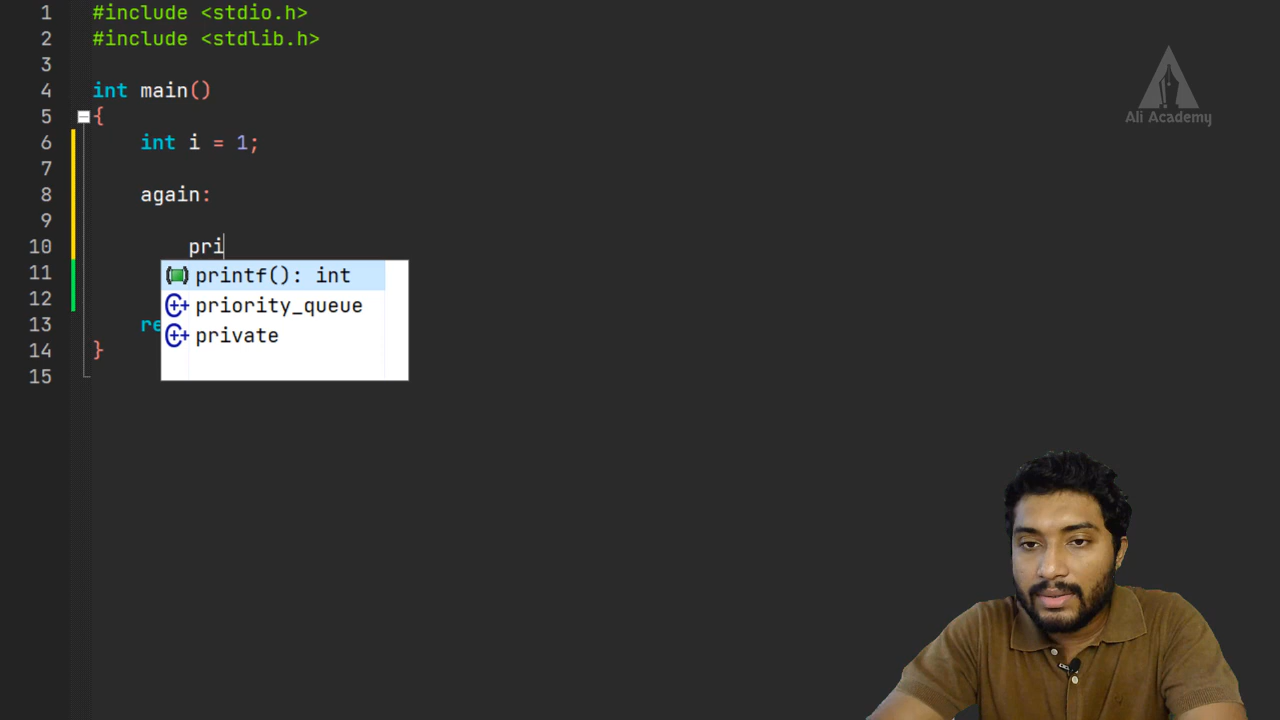 1 #include <stdio.h>
2 #include <stdlib.h>
3
4 int main()
5 {
6 int i = 1;
7
8 again:
9
10 pri
11
12
13 re
14 }
15
printf(): int
priority_queue
private
Ali Academy